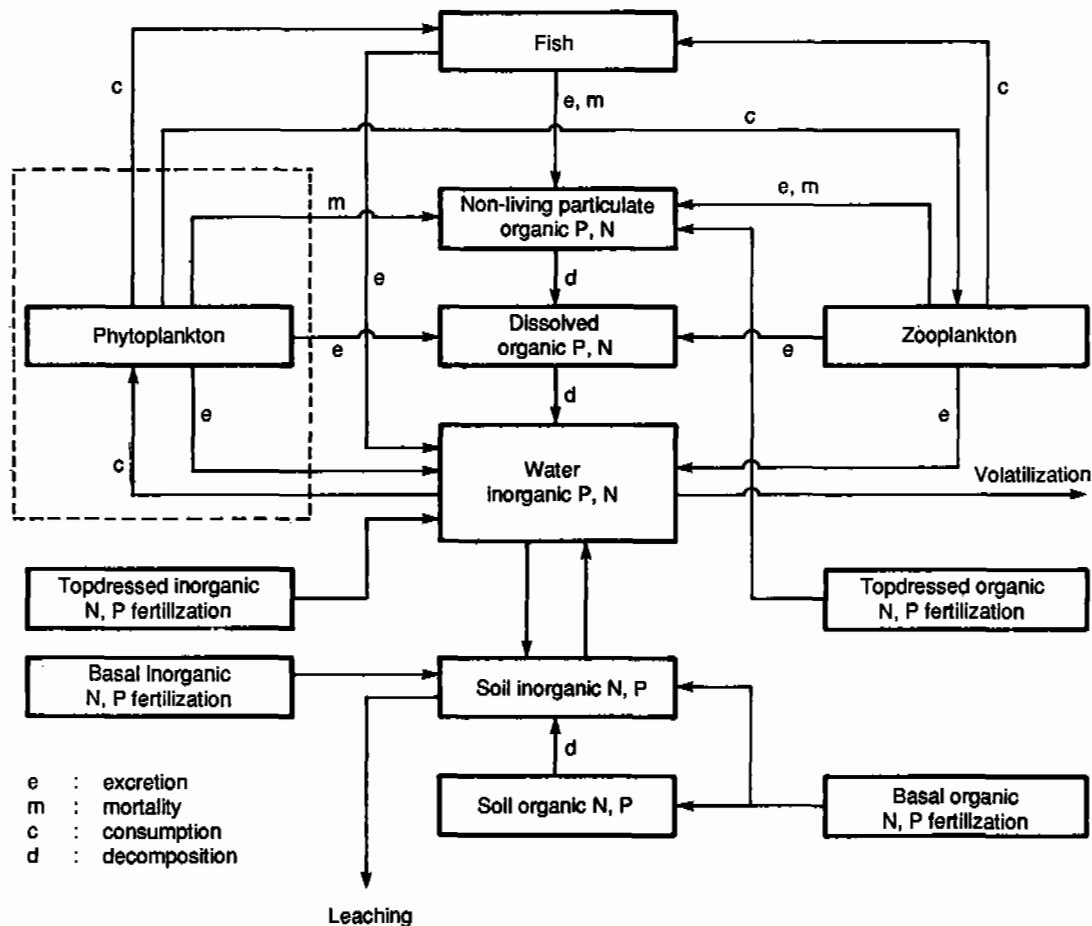 Fish
c
c
e, m
c
e, m
Non-living particulate
organic P, N
m
e
d
Phytoplankton
Dissolved
organic P, N
Zooplankton
e
e
d
e
e
c
Water
inorganic P, N
Volatilization
Topdressed inorganic
N, P fertilization
Topdressed organic
N, P fertilization
Basal Inorganic
N, P fertilization
Soil inorganic N, P
d
Soil organic N, P
Basal organic
N, P fertilization
e : excretion
m : mortality
c : consumption
d : decomposition
Leaching